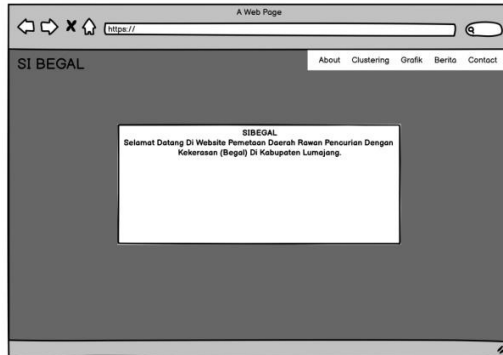 A Web Page
https://
SI BEGAL
About Clustering Grafik Berita Contact
SIBEGAL
Selamat Datang Di Website Pemetaan Daerah Rawan Pencurian Dengan
Kekerasan (Begal) Di Kabupaten Lumajang.